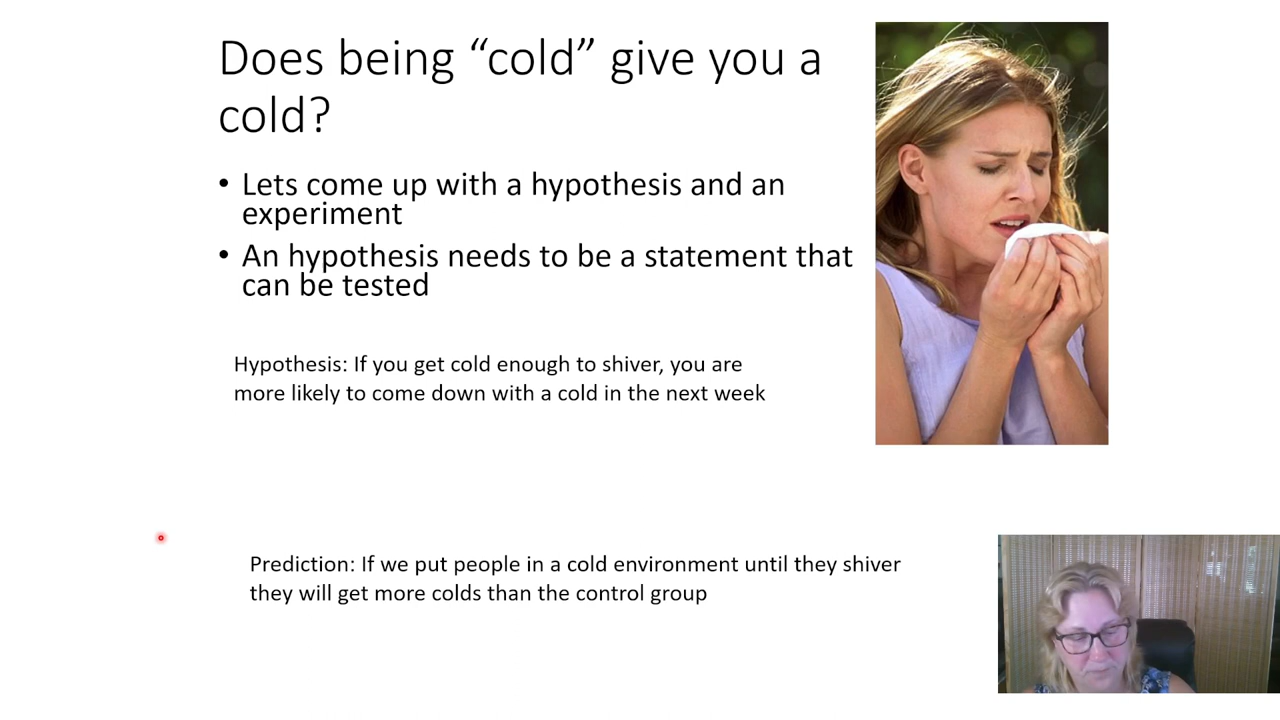 Does being “cold” give you a
cold?
• Lets come up with a hypothesis and an
experiment
• An hypothesis needs to be a statement that
can be tested
Hypothesis: If you get cold enough to shiver, you are
more likely to come down with a cold in the next week
Prediction: If we put people in a cold environment until they shiver
they will get more colds than the control group